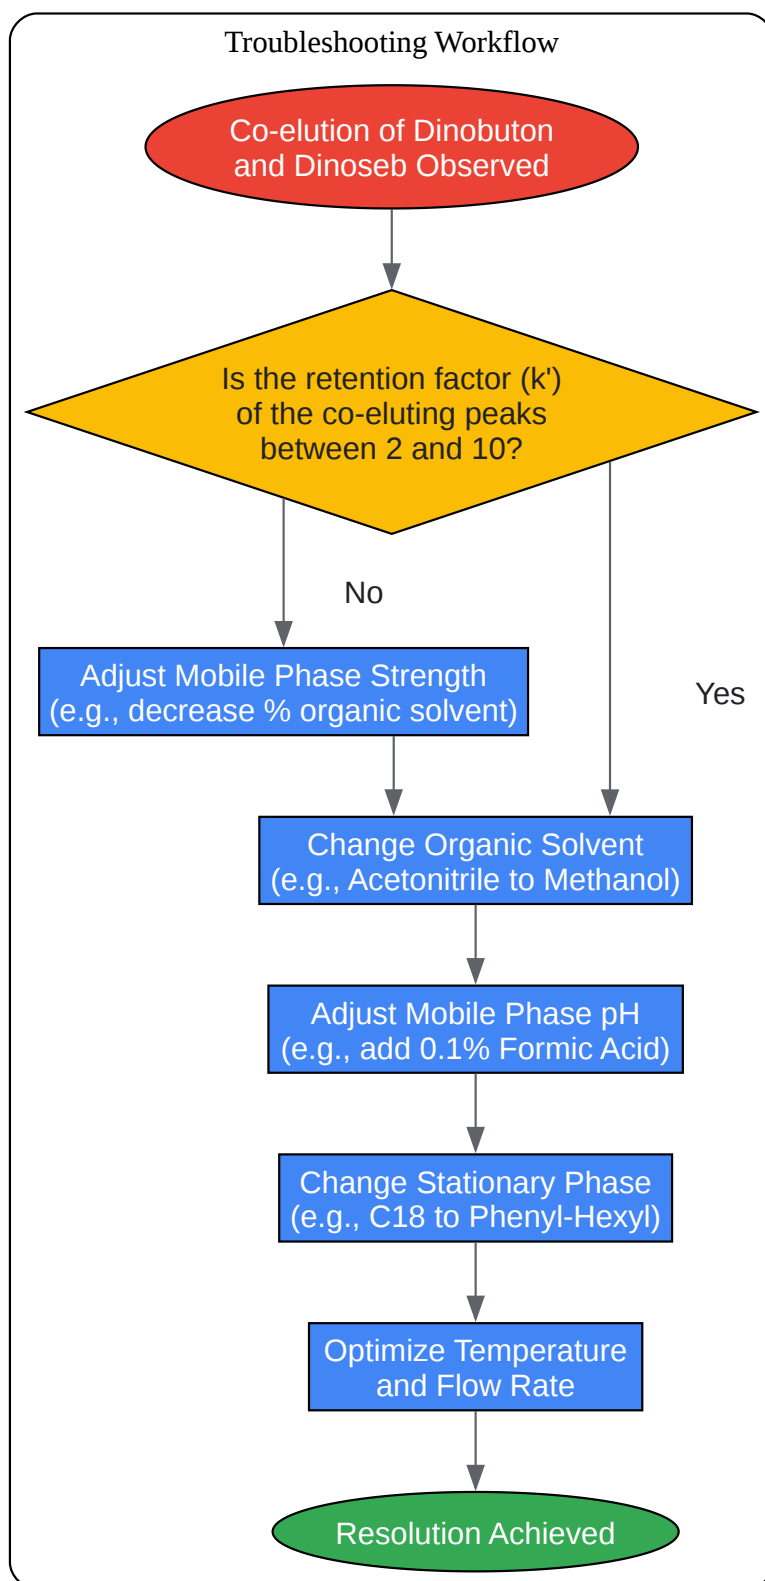 Troubleshooting Workflow
Co-elution of Dinobuton
and Dinoseb Observed
Is the retention factor (k')
of the co-eluting peaks
between 2 and 10?
No
Adjust Mobile Phase Strength
(e.g., decrease % organic solvent)
Yes
Change Organic Solvent
(e.g., Acetonitrile to Methanol)
Adjust Mobile Phase pH
(e.g., add 0.1% Formic Acid)
Change Stationary Phase
(e.g., C18 to Phenyl-Hexyl)
Optimize Temperature
and Flow Rate
Resolution Achieved